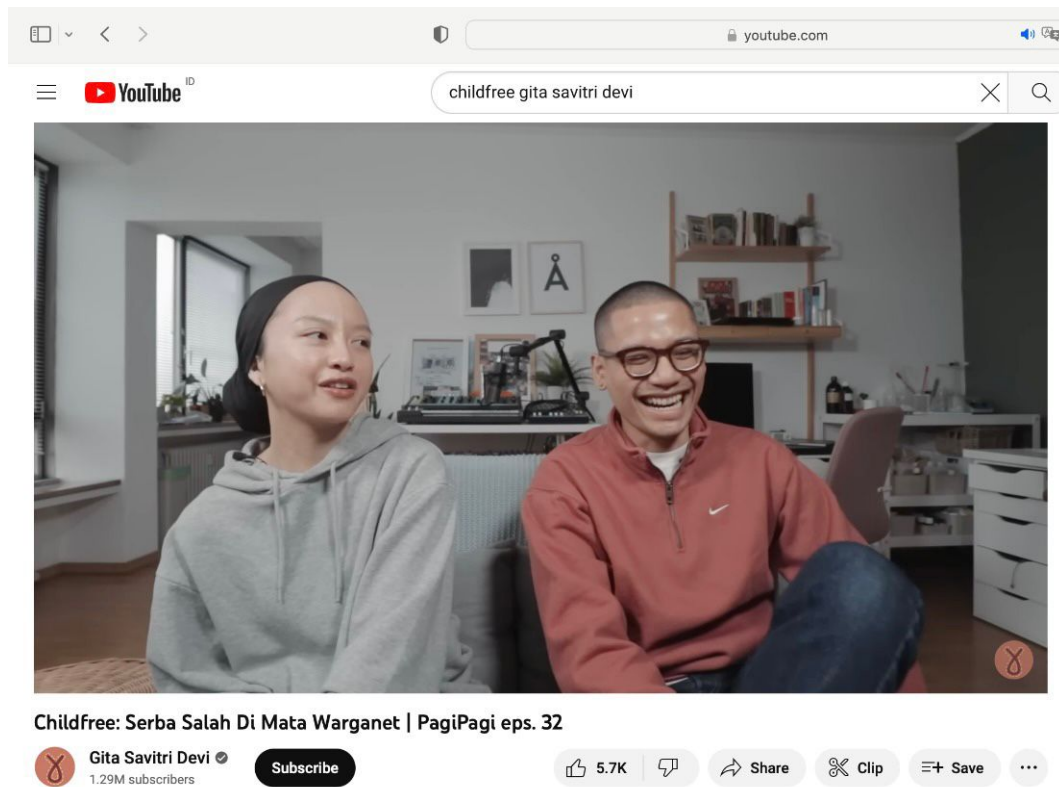 youtube.com
YouTube ID
childfree gita savitri devi
Å
Childfree: Serba Salah Di Mata Warganet | PagiPagi eps. 32
Gita Savitri Devi
1.29M subscribers
Subscribe
5.7K
Share
Clip
Save